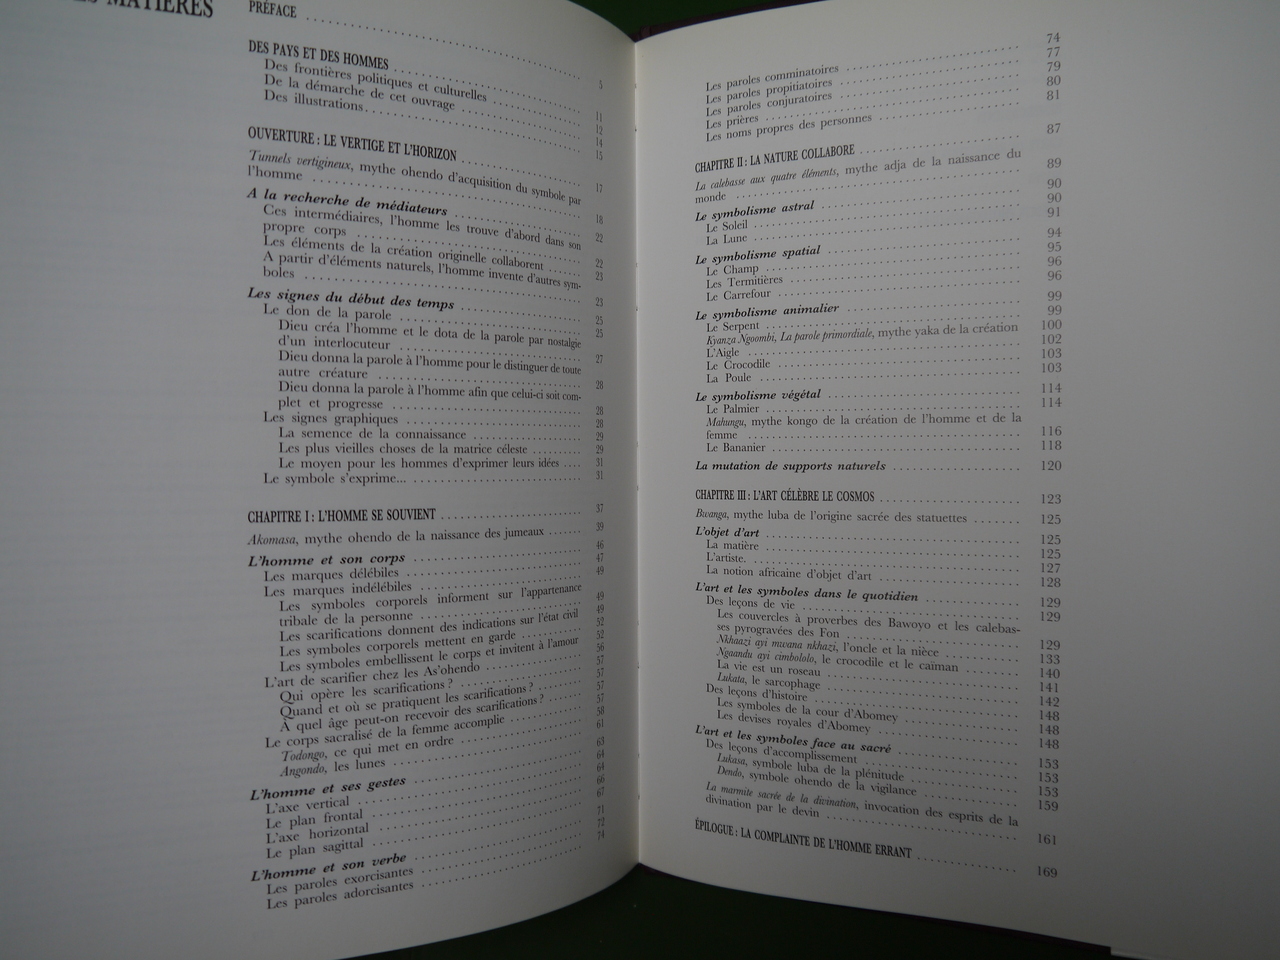 ES MATIÈRES
PRÉFACE ........ 5
DES PAYS ET DES HOMMES ........ 11
Des frontières politiques et culturelles ........ 12
De la démarche de cet ouvrage ........ 14
Des illustrations ........ 15
OUVERTURE : LE VERTIGE ET L'HORIZON ........ 17
Tunnels vertigineux, mythe ohendo d'acquisition du symbole par
l'homme ........ 18
A la recherche de médiateurs ........ 22
Ces intermédiaires, l'homme les trouve d'abord dans son
propre corps ........ 22
Les éléments de la création originelle collaborent ........ 23
A partir d'éléments naturels, l'homme invente d'autres sym-
boles ........ 23
Les signes du début des temps ........ 25
Le don de la parole ........ 25
Dieu créa l'homme et le dota de la parole par nostalgie
d'un interlocuteur ........ 27
Dieu donna la parole à l'homme pour le distinguer de toute
autre créature ........ 28
Dieu donna la parole à l'homme afin que celui-ci soit com-
plet et progresse ........ 28
Les signes graphiques ........ 28
La semence de la connaissance ........ 29
Les plus vieilles choses de la matrice céleste ........ 29
Le moyen pour les hommes d'exprimer leurs idées .... 31
Le symbole s'exprime... ........ 31
CHAPITRE I : L'HOMME SE SOUVIENT ........ 37
Akomasa, mythe ohendo de la naissance des jumeaux ...... 39
L'homme et son corps ........ 46
Les marques délébiles ........ 47
Les marques indélébiles ........ 49
Les symboles corporels informent sur l'appartenance
tribale de la personne ........ 49
Les scarifications donnent des indications sur l'état civil 49
Les symboles corporels mettent en garde ........ 52
Les symboles embellissent le corps et invitent à l'amour 52
L'art de scarifier chez les As'ohendo ........ 56
Qui opère les scarifications ? ........ 57
Quand et où se pratiquent les scarifications ? ........ 57
À quel âge peut-on recevoir des scarifications ? ........ 57
Le corps sacralisé de la femme accomplie ........ 57
Todongo, ce qui met en ordre ........ 58
Angondo, les lunes ........ 61
L'homme et ses gestes ........ 63
L'axe vertical ........ 64
Le plan frontal ........ 64
L'axe horizontal ........ 66
Le plan sagittal ........ 67
L'homme et son verbe ........ 71
Les paroles exorcisantes ........ 72
Les paroles adorcisantes ........ 74
Les paroles comminatoires ........ 74
Les paroles propitiatoires ........ 77
Les paroles conjuratoires ........ 79
Les prières ........ 80
Les noms propres des personnes ........ 81
CHAPITRE II : LA NATURE COLLABORE ........ 87
La calebasse aux quatre éléments, mythe adja de la naissance du
monde ........ 89
Le symbolisme astral ........ 90
Le Soleil ........ 90
La Lune ........ 91
Le symbolisme spatial ........ 94
Le Champ ........ 95
Les Termitières ........ 96
Le Carrefour ........ 96
Le symbolisme animalier ........ 99
Le Serpent ........ 99
Kyanza Ngoombi, La parole primordiale, mythe yaka de la création 100
L'Aigle ........ 102
Le Crocodile ........ 103
La Poule ........ 103
Le symbolisme végétal ........ 114
Le Palmier ........ 114
Mahungu, mythe kongo de la création de l'homme et de la
femme ........ 116
Le Bananier ........ 118
La mutation de supports naturels ........ 120
CHAPITRE III : L'ART CÉLÈBRE LE COSMOS ........ 123
Bwanga, mythe luba de l'origine sacrée des statuettes ....... 125
L'objet d'art ........ 125
La matière ........ 125
L'artiste. ........ 127
La notion africaine d'objet d'art ........ 128
L'art et les symboles dans le quotidien ........ 129
Des leçons de vie ........ 129
Les couvercles à proverbes des Bawoyo et les calebas-
ses pyrogravées des Fon ........ 129
Nkhaazi ayi mwana nkhazi, l'oncle et la nièce ........ 133
Ngaandu ayi cimbololo, le crocodile et le caïman ........ 140
La vie est un roseau ........ 141
Lukata, le sarcophage ........ 142
Des leçons d'histoire ........ 148
Les symboles de la cour d'Abomey ........ 148
Les devises royales d'Abomey ........ 148
L'art et les symboles face au sacré ........ 153
Des leçons d'accomplissement ........ 153
Lukasa, symbole luba de la plénitude ........ 153
Dendo, symbole ohendo de la vigilance ........ 159
La marmite sacrée de la divination, invocation des esprits de la
divination par le devin ........ 161
ÉPILOGUE : LA COMPLAINTE DE L'HOMME ERRANT ........ 169